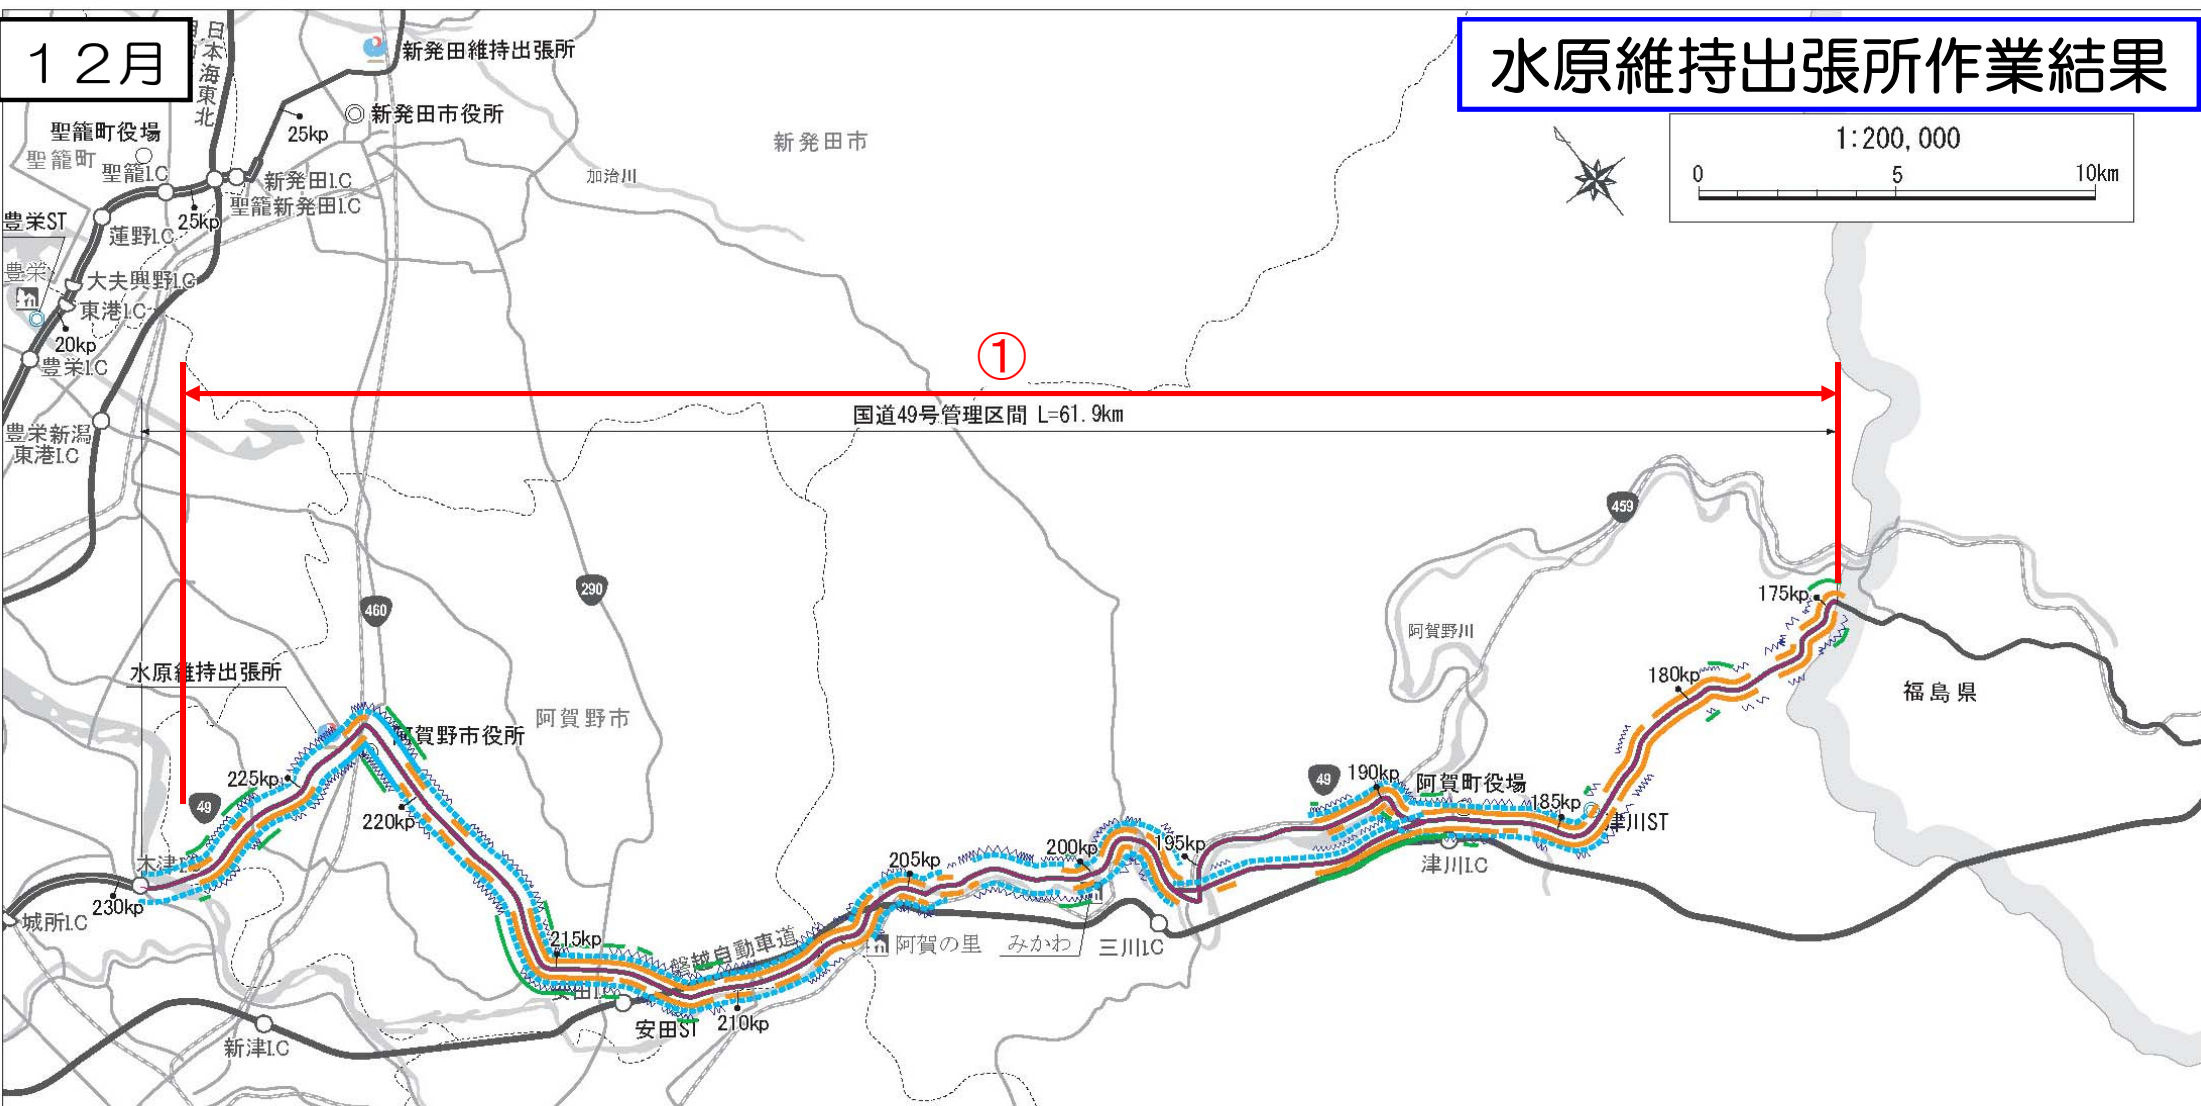 １２月
水原維持出張所作業結果
1:200,000
0
5
10km
日本海東北
新発田維持出張所
新発田市役所
25kp
聖籠町役場
聖籠町
聖籠I.C
新発田I.C
聖籠新発田I.C
25kp
蓮野I.C
豊栄ST
豊栄
大夫興野I.C
東港I.C
20kp
豊栄I.C
豊栄新潟
東港I.C
新発田市
加治川
①
国道49号管理区間 L=61.9km
459
290
460
阿賀野川
175kp
180kp
福島県
水原維持出張所
阿賀野市役所
阿賀野市
225kp
49
220kp
230kp
城所I.C
新津I.C
215kp
安田ST
210kp
磐越自動車道
205kp
阿賀の里
みかわ
200kp
195kp
三川I.C
49
190kp
阿賀町役場
185kp
津川ST
津川I.C